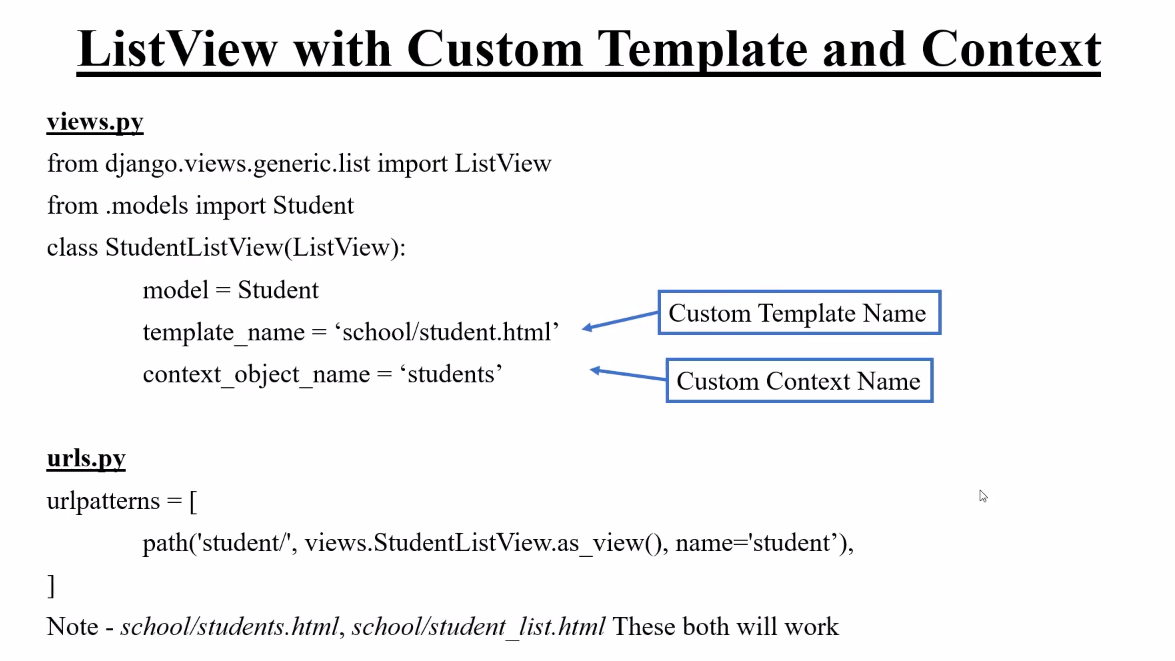 ListView with Custom Template and Context
views.py
from django.views.generic.list import ListView
from .models import Student
class StudentListView(ListView):
model = Student
template_name = ‘school/student.html’
Custom Template Name
context_object_name = ‘students’
Custom Context Name
urls.py
urlpatterns = [
path('student/', views.StudentListView.as_view(), name='student’),
]
Note - school/students.html, school/student_list.html These both will work